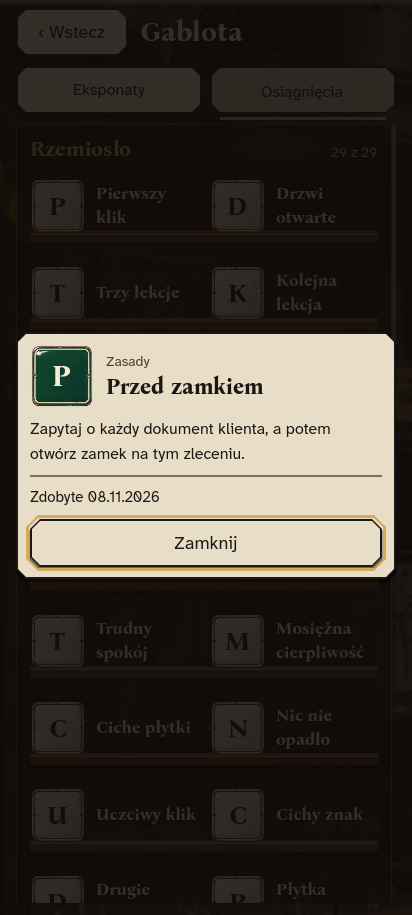 ‹ Wstecz
Gablota
Eksponaty
Osiągnięcia
Rzemiosło
29 z 29
P
Pierwszy
klik
D
Drzwi
otwarte
T
Trzy lekcje
K
Kolejna
lekcja
P
Zasady
Przed zamkiem
Zapytaj o każdy dokument klienta, a potem
otwórz zamek na tym zleceniu.
Zdobyte 08.11.2026
Zamknij
T
Trudny
spokój
M
Mosiężna
cierpliwość
C
Ciche płytki
N
Nic nie
opadło
U
Uczciwy klik
C
Cichy znak
D
Drugie
P
Płytka